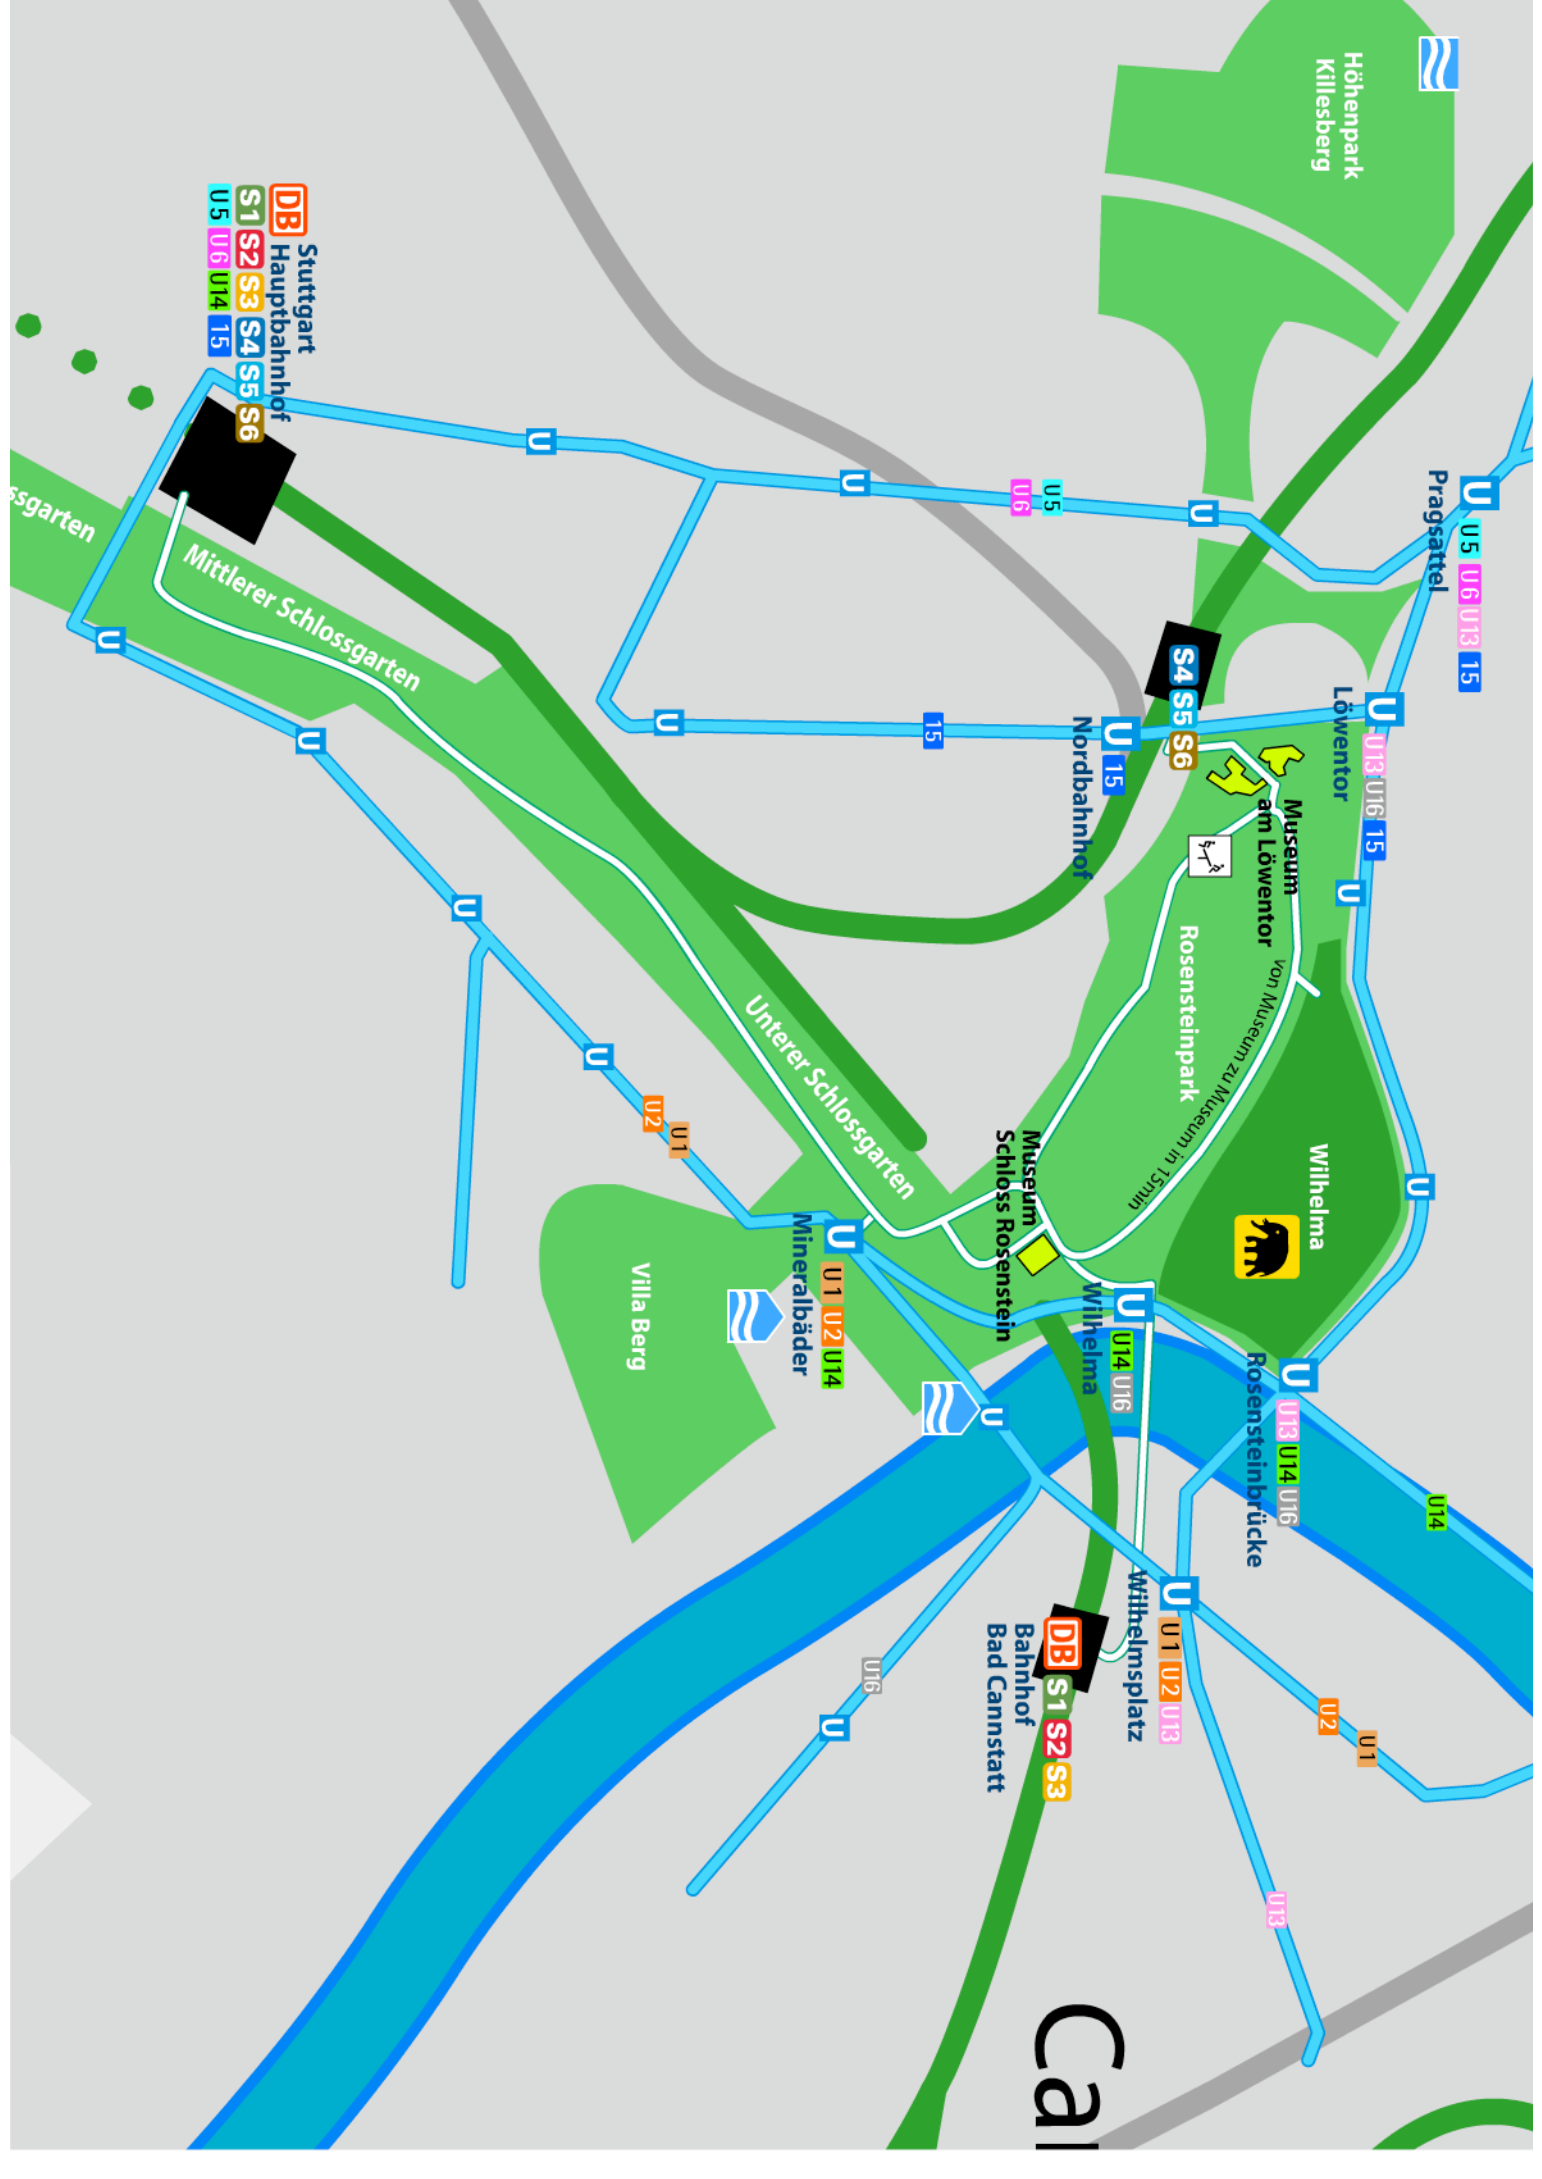 Höhenpark
Killesberg
Pragsattel
U5 U6 U13 15
Löwentor
U13 U16 15
U
U
U
U
U
U5
U6
S4 S5 S6
Nordbahnhof
U
15
15
U
U
U
U
Stuttgart
Hauptbahnhof
DB
S1 S2 S3 S4 S5 S6
U5 U6 U14 15
Museum
am Löwentor
Rosensteinpark
von Museum zu Museum in 15min
Wilhelma
Museum
Schloss Rosenstein
ssgarten
Mittlerer Schlossgarten
Unterer Schlossgarten
U
U
U
U
U2
U1
Mineralbäder
U
U1 U2 U14
Villa Berg
Wilhelma
U
U14 U16
Rosensteinbrücke
U
U13 U14 U16
U14
U
Wilhelmsplatz
U
U1 U2 U13
DB
S1 S2 S3
Bahnhof
Bad Cannstatt
U16
U
U2
U1
U13
Ca